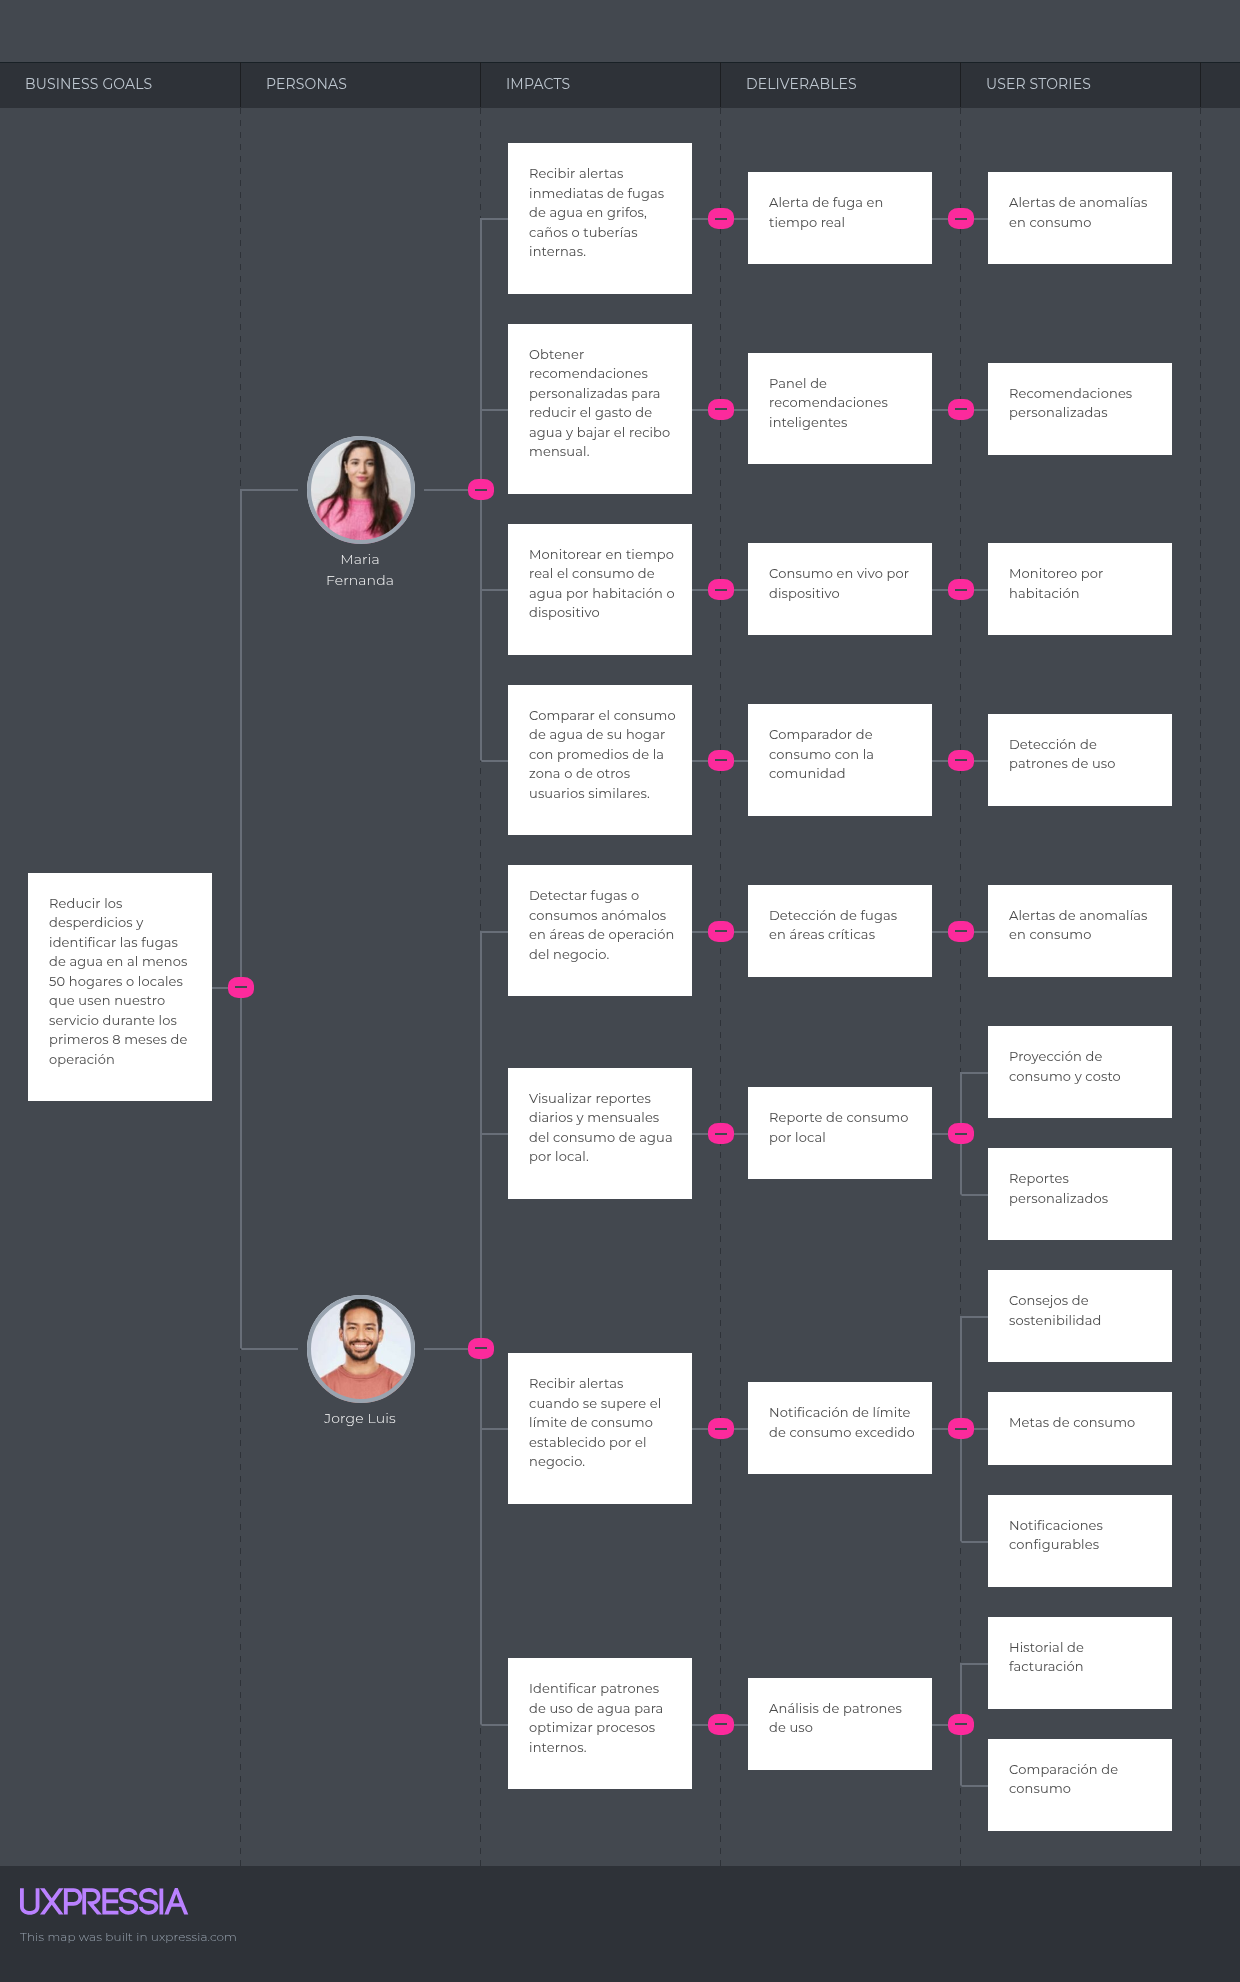 BUSINESS GOALS
PERSONAS
IMPACTS
DELIVERABLES
USER STORIES
Reducir los
desperdicios y
identificar las fugas
de agua en al menos
50 hogares o locales
que usen nuestro
servicio durante los
primeros 8 meses de
operación
Maria
Fernanda
Recibir alertas
inmediatas de fugas
de agua en grifos,
caños o tuberías
internas.
Alerta de fuga en
tiempo real
Alertas de anomalías
en consumo
Obtener
recomendaciones
personalizadas para
reducir el gasto de
agua y bajar el recibo
mensual.
Panel de
recomendaciones
inteligentes
Recomendaciones
personalizadas
Monitorear en tiempo
real el consumo de
agua por habitación o
dispositivo
Consumo en vivo por
dispositivo
Monitoreo por
habitación
Comparar el consumo
de agua de su hogar
con promedios de la
zona o de otros
usuarios similares.
Comparador de
consumo con la
comunidad
Detección de
patrones de uso
Jorge Luis
Detectar fugas o
consumos anómalos
en áreas de operación
del negocio.
Detección de fugas
en áreas críticas
Alertas de anomalías
en consumo
Visualizar reportes
diarios y mensuales
del consumo de agua
por local.
Reporte de consumo
por local
Proyección de
consumo y costo
Reportes
personalizados
Recibir alertas
cuando se supere el
límite de consumo
establecido por el
negocio.
Notificación de límite
de consumo excedido
Consejos de
sostenibilidad
Metas de consumo
Notificaciones
configurables
Identificar patrones
de uso de agua para
optimizar procesos
internos.
Análisis de patrones
de uso
Historial de
facturación
Comparación de
consumo
UXPRESSIA
This map was built in uxpressia.com